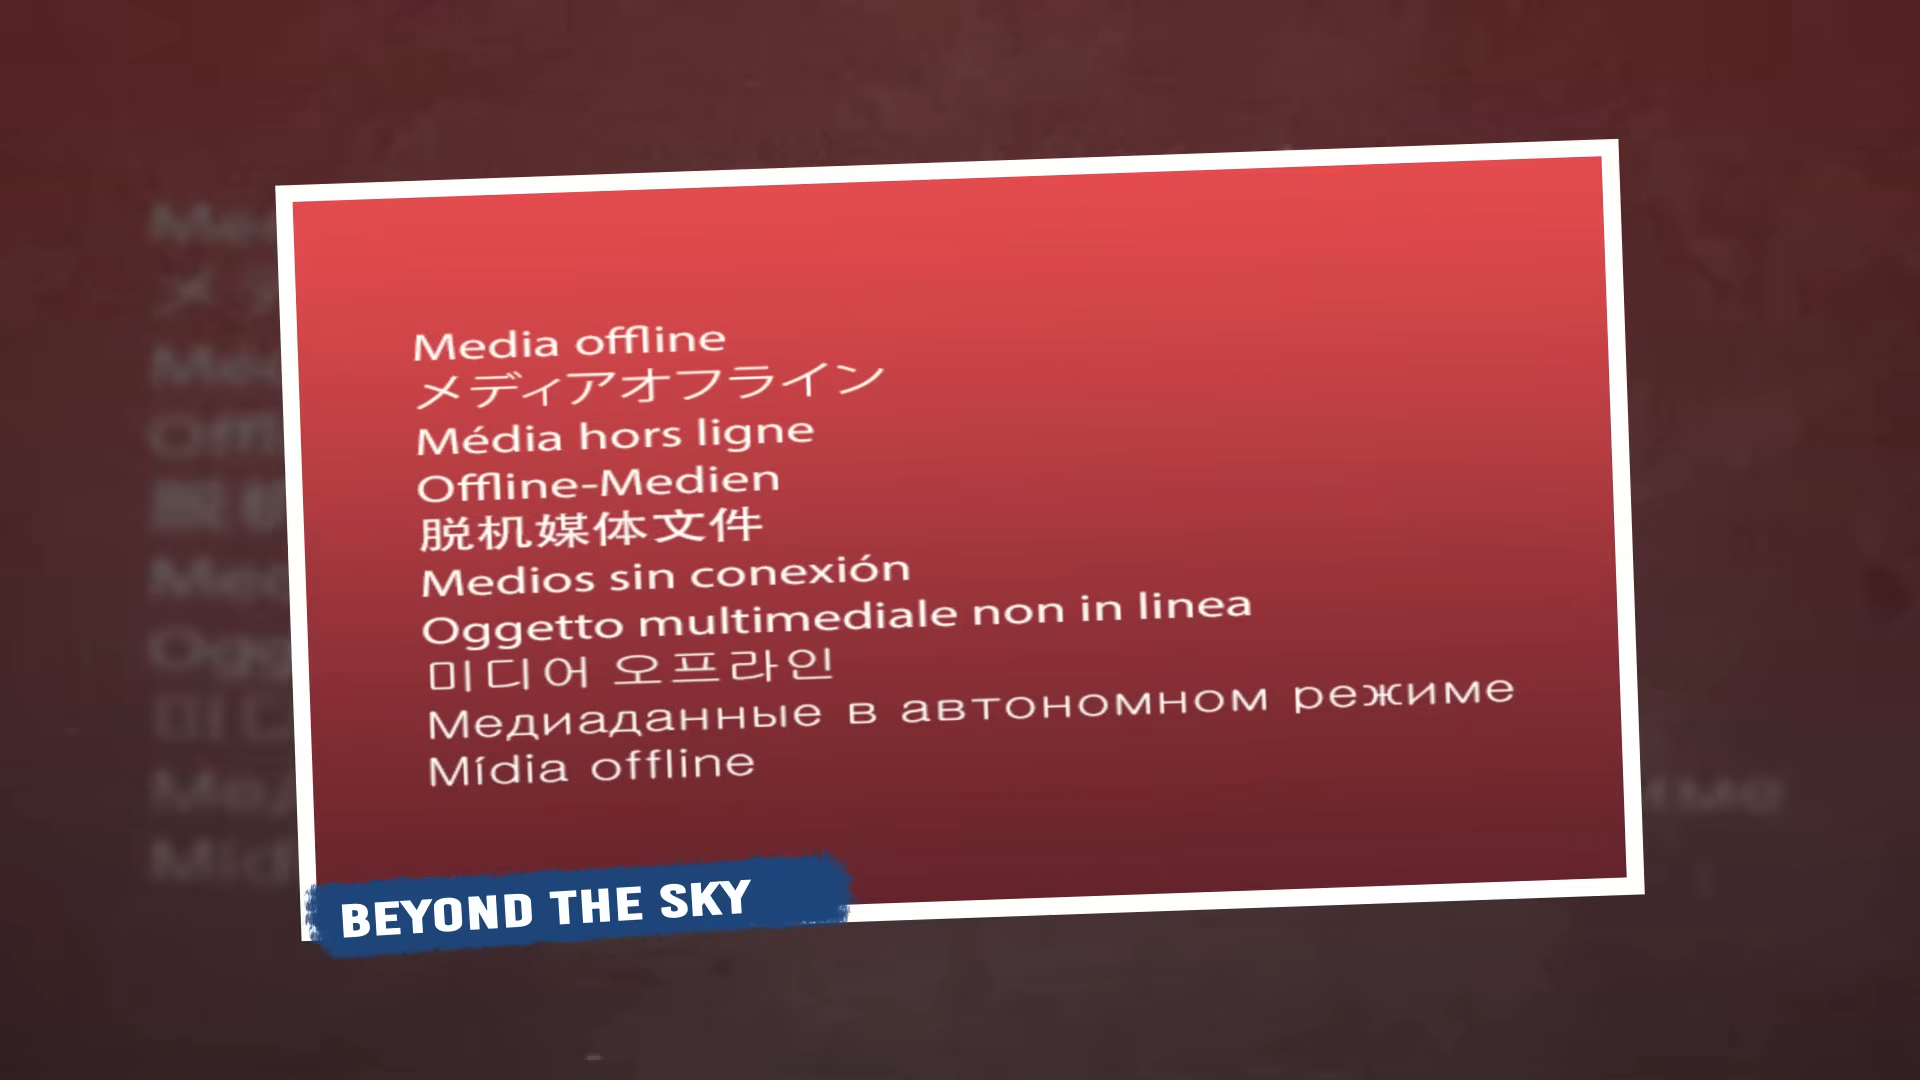 Media offline
メディアオフライン
Média hors ligne
Offline-Medien
脱机媒体文件
Medios sin conexión
Oggetto multimediale non in linea
미디어 오프라인
Медиаданные в автономном режиме
Mídia offline
BEYOND THE SKY